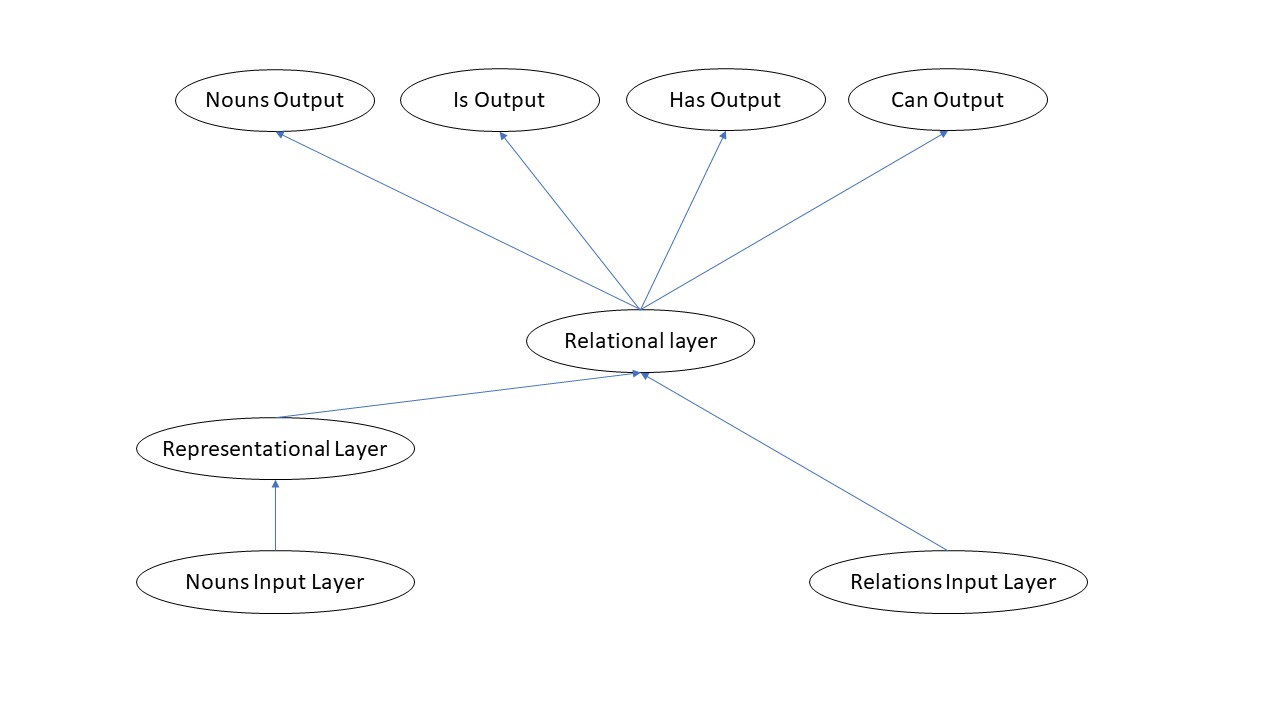 Nouns Output
Is Output
Has Output
Can Output
Relational layer
Representational Layer
Nouns Input Layer
Relations Input Layer